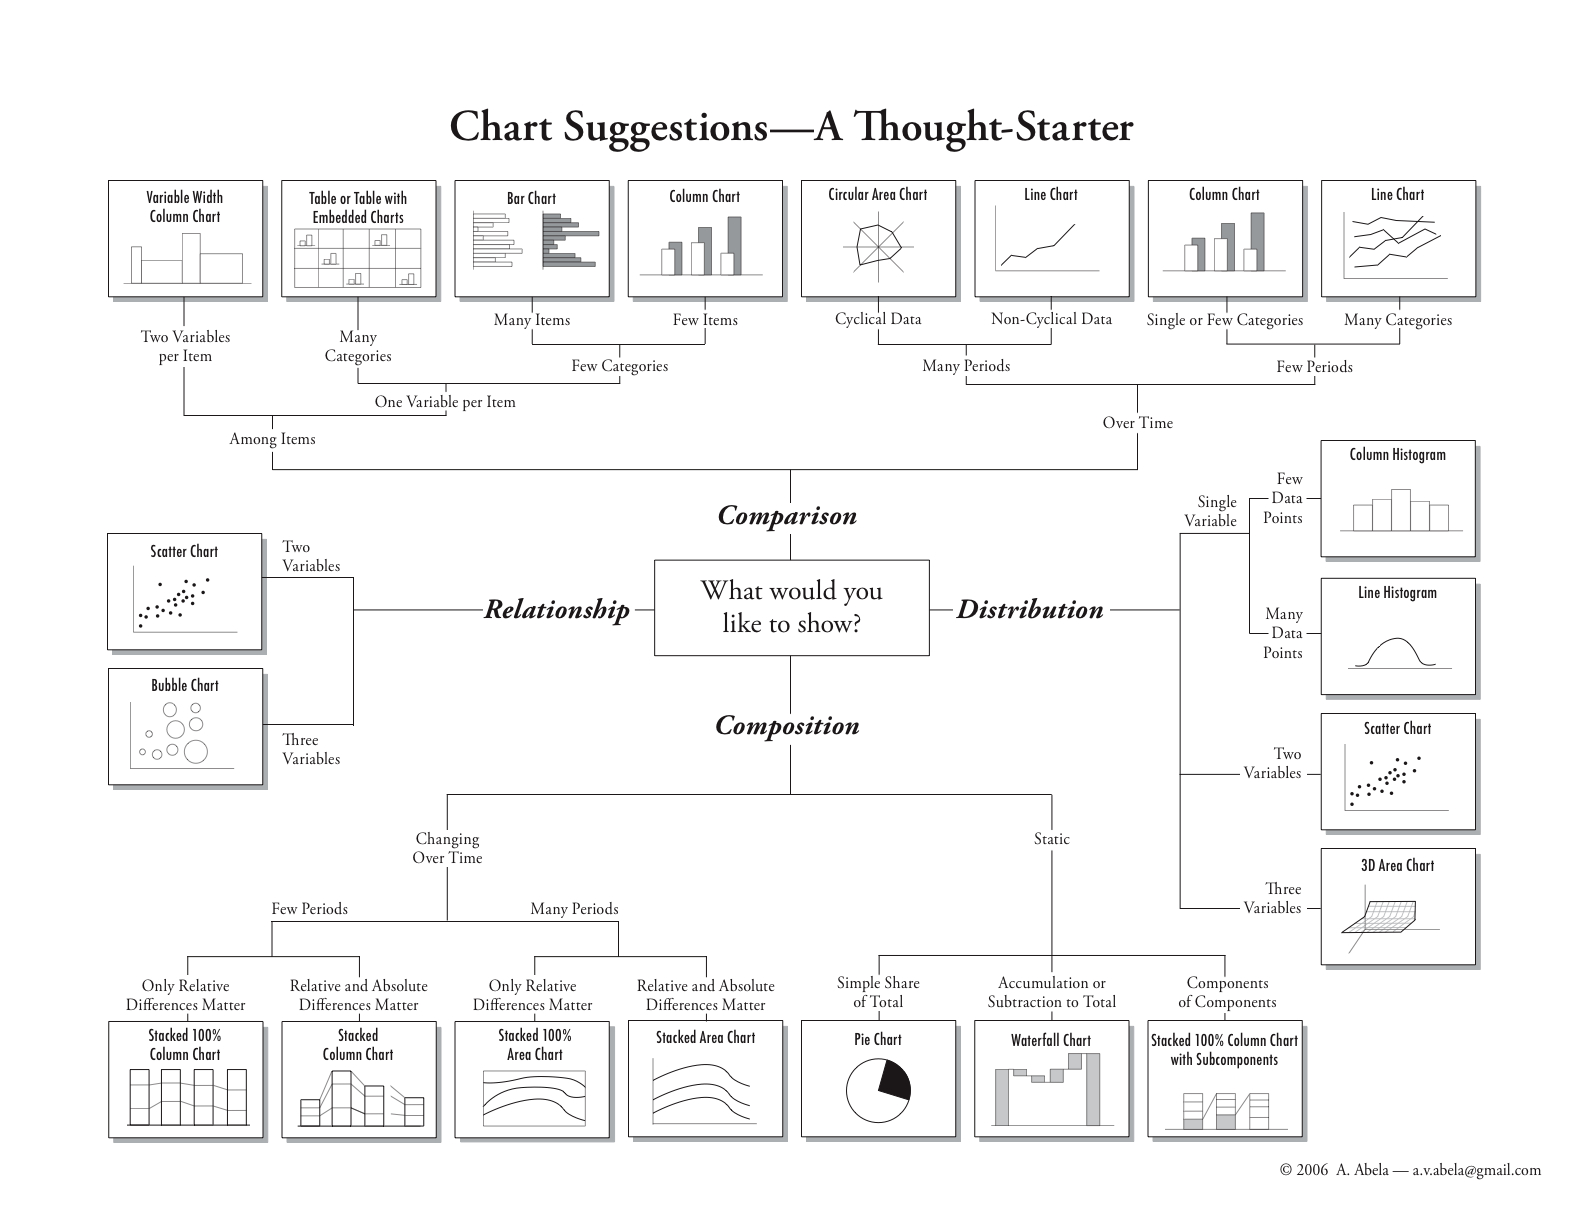 Chart Suggestions—A Thought-Starter
Variable Width
Column Chart
Table or Table with
Embedded Charts
Bar Chart
Column Chart
Circular Area Chart
Line Chart
Column Chart
Line Chart
Two Variables
per Item
Many
Categories
Many Items
Few Items
Cyclical Data
Non-Cyclical Data
Single or Few Categories
Many Categories
Few Categories
Many Periods
Few Periods
One Variable per Item
Among Items
Over Time
Comparison
What would you
like to show?
Relationship
Two
Variables
Scatter Chart
Three
Variables
Bubble Chart
Distribution
Single
Variable
Few
Data
Points
Column Histogram
Many
Data
Points
Line Histogram
Two
Variables
Scatter Chart
Three
Variables
3D Area Chart
Composition
Changing
Over Time
Static
Few Periods
Many Periods
Only Relative
Differences Matter
Relative and Absolute
Differences Matter
Only Relative
Differences Matter
Relative and Absolute
Differences Matter
Simple Share
of Total
Accumulation or
Subtraction to Total
Components
of Components
Stacked 100%
Column Chart
Stacked
Column Chart
Stacked 100%
Area Chart
Stacked Area Chart
Pie Chart
Waterfall Chart
Stacked 100% Column Chart
with Subcomponents
© 2006 A. Abela — a.v.abela@gmail.com